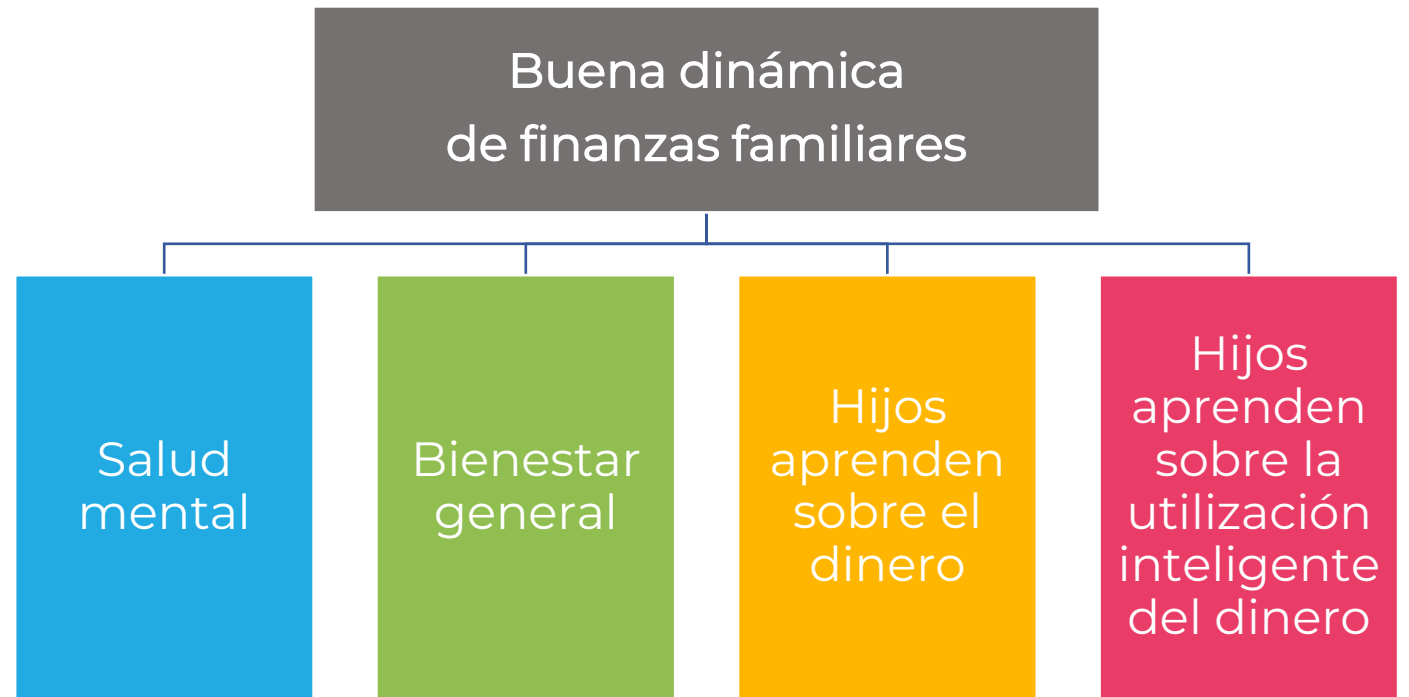 Buena dinámica
de finanzas familiares
Salud
mental
Bienestar
general
Hijos
aprenden
sobre el
dinero
Hijos
aprenden
sobre la
utilización
inteligente
del dinero